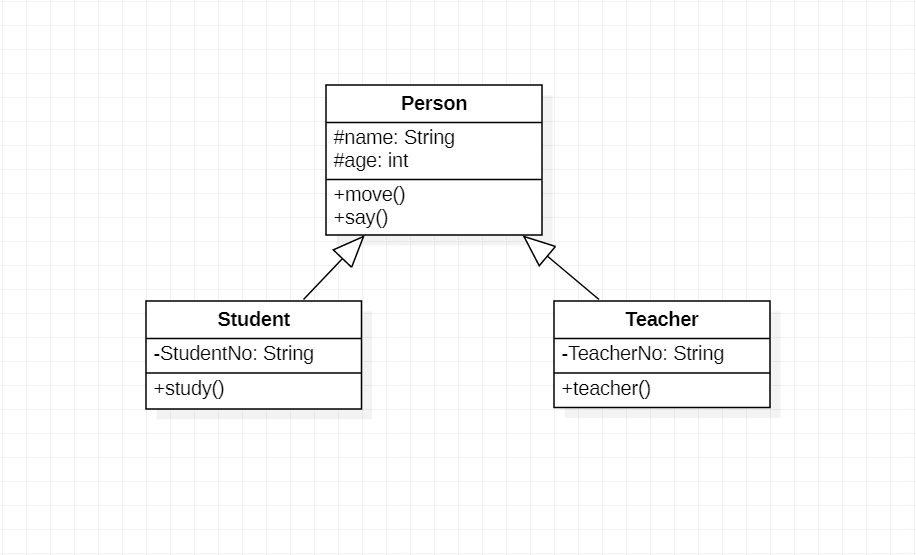 Person
#name: String
#age: int
+move()
+say()
Student
-StudentNo: String
+study()
Teacher
-TeacherNo: String
+teacher()